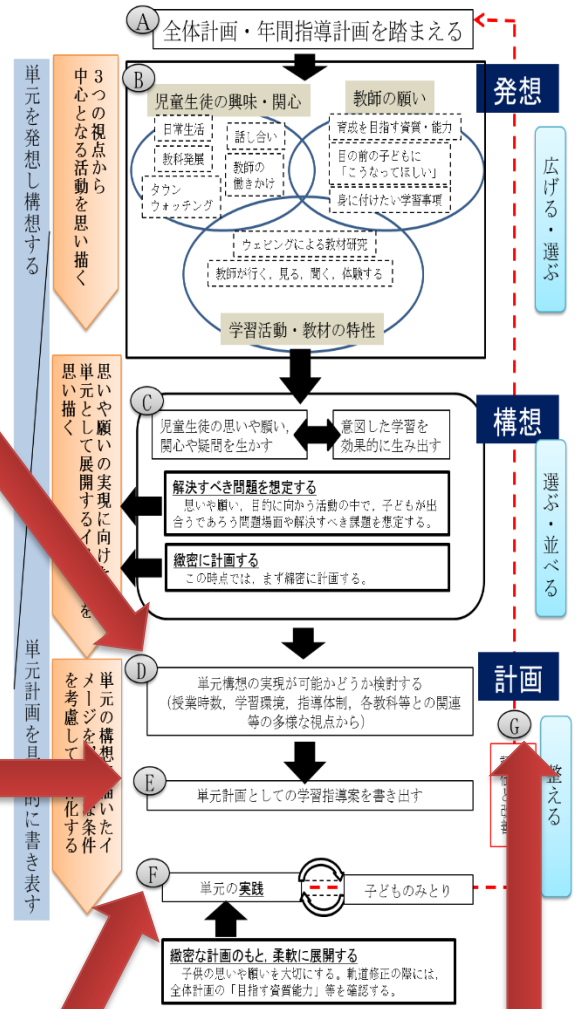 A
全体計画・年間指導計画を踏まえる
発想
B
児童生徒の興味・関心
教師の願い
日常生活
話し合い
教科発展
教師の
働きかけ
タウン
ウォッチング
育成を目指す資質・能力
目の前の子どもに
「こうなってほしい」
身に付けたい学習事項
ウェビングによる教材研究
教師が行く，見る，聞く，体験する
学習活動・教材の特性
広げる・選ぶ
単元を発想し構想する
3つの視点から
中心となる活動を思い描く
構想
C
児童生徒の思いや願い，
関心や疑問を生かす
意図した学習を
効果的に生み出す
解決すべき問題を想定する
思いや願い，目的に向かう活動の中で，子どもが出
合うであろう問題場面や解決すべき課題を想定する。
緻密に計画する
この時点では，まず綿密に計画する。
選ぶ・並べる
思いや願いの実現に向けた
単元として展開するイ を
思い描く
計画
D
単元構想の実現が可能かどうか検討する
(授業時数，学習環境，指導体制，各教科等との関連
等の多様な視点から)
G
整える
E
単元計画としての学習指導案を書き出す
単元の構想 描いたイ
メージを な条件
を考慮して 体化する
単元計画を具 的に書き表す
F
単元の実践
子どものみとり
緻密な計画のもと，柔軟に展開する
子供の思いや願いを大切にする。軌道修正の際には，
全体計画の「目指す資質能力」等を確認する。